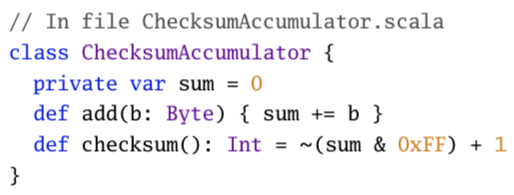 // In file ChecksumAccumulator.scala
class ChecksumAccumulator {
  private var sum = 0
  def add(b: Byte) { sum += b }
  def checksum(): Int = ~(sum & 0xFF) + 1
}